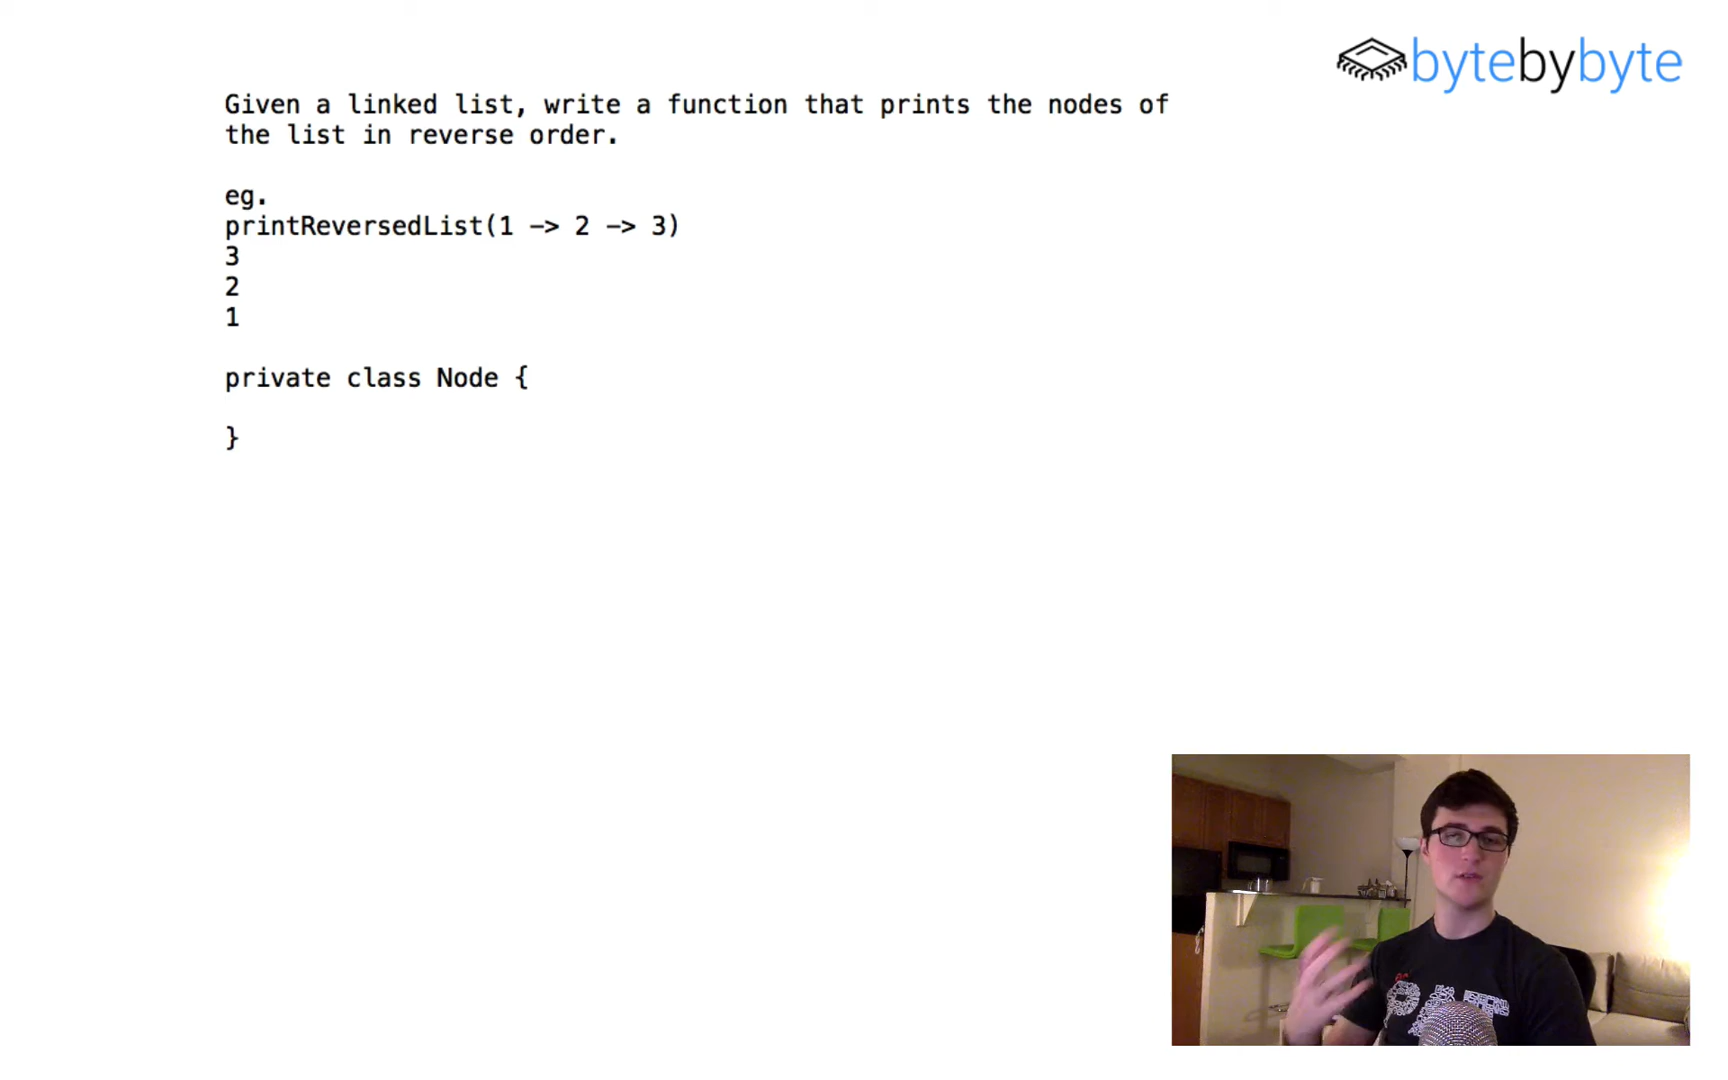 bytebybyte
Given a linked list, write a function that prints the nodes of
the list in reverse order.
eg.
printReversedList(1 -> 2 -> 3)
3
2
1
private class Node {
}